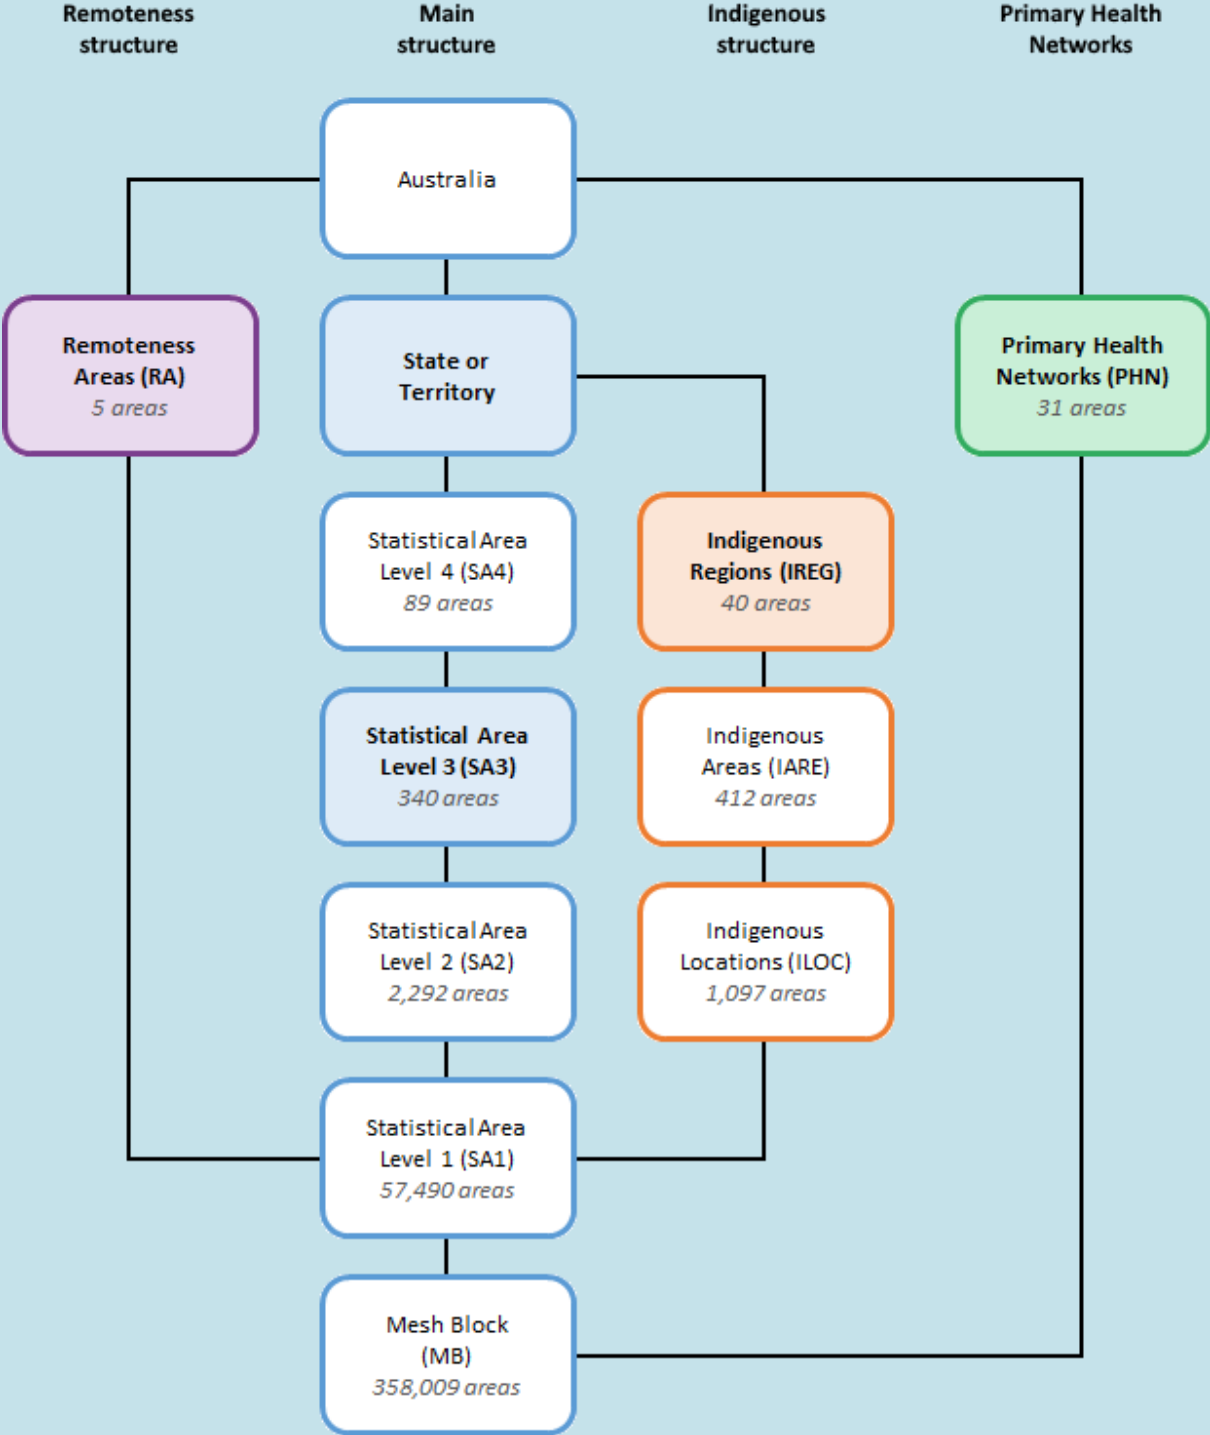 Remoteness
structure
Main
structure
Indigenous
structure
Primary Health
Networks
Australia
Remoteness
Areas (RA)
5 areas
State or
Territory
Primary Health
Networks (PHN)
31 areas
Statistical Area
Level 4 (SA4)
89 areas
Indigenous
Regions (IREG)
40 areas
Statistical Area
Level 3 (SA3)
340 areas
Indigenous
Areas (IARE)
412 areas
Statistical Area
Level 2 (SA2)
2,292 areas
Indigenous
Locations (ILOC)
1,097 areas
Statistical Area
Level 1 (SA1)
57,490 areas
Mesh Block
(MB)
358,009 areas